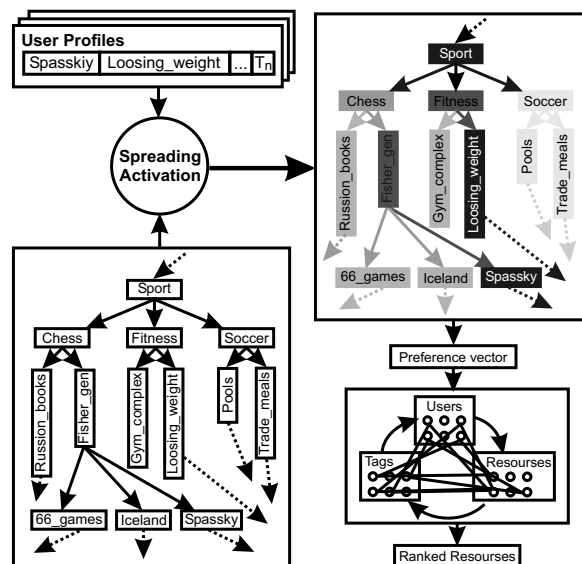 User Profiles
Spasskiy Loosing_weight ... Tn
Spreading
Activation
Sport
Chess Fitness Soccer
Russion_books
Fisher_gen
Gym_complex
Loosing_weight
Pools
Trade_meals
66_games Iceland Spassky
Sport
Chess Fitness Soccer
Russion_books
Fisher_gen
Gym_complex
Loosing_weight
Pools
Trade_meals
66_games Iceland Spassky
Preference vector
Users
Tags Resourses
Ranked Resourses